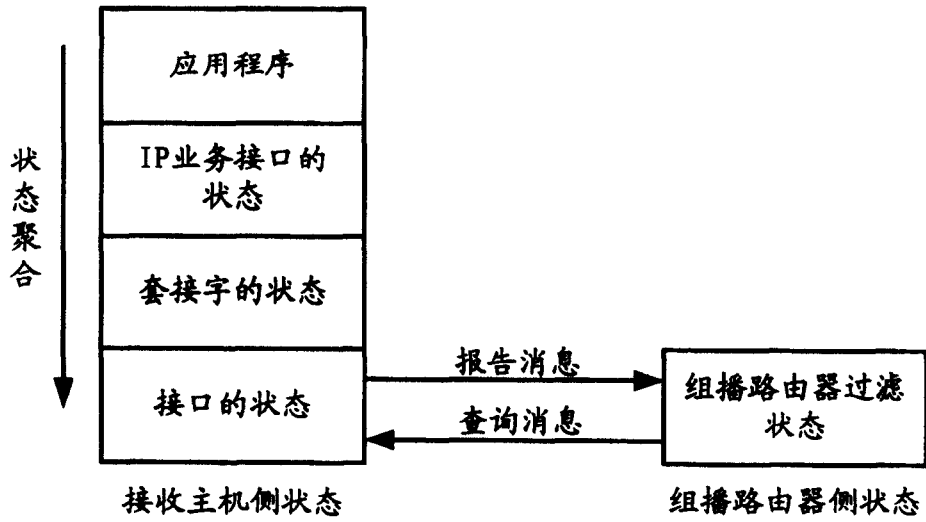 应用程序
IP业务接口的
状态
状态聚合
套接字的状态
报告消息
接口的状态
查询消息
组播路由器过滤
状态
接收主机侧状态
组播路由器侧状态